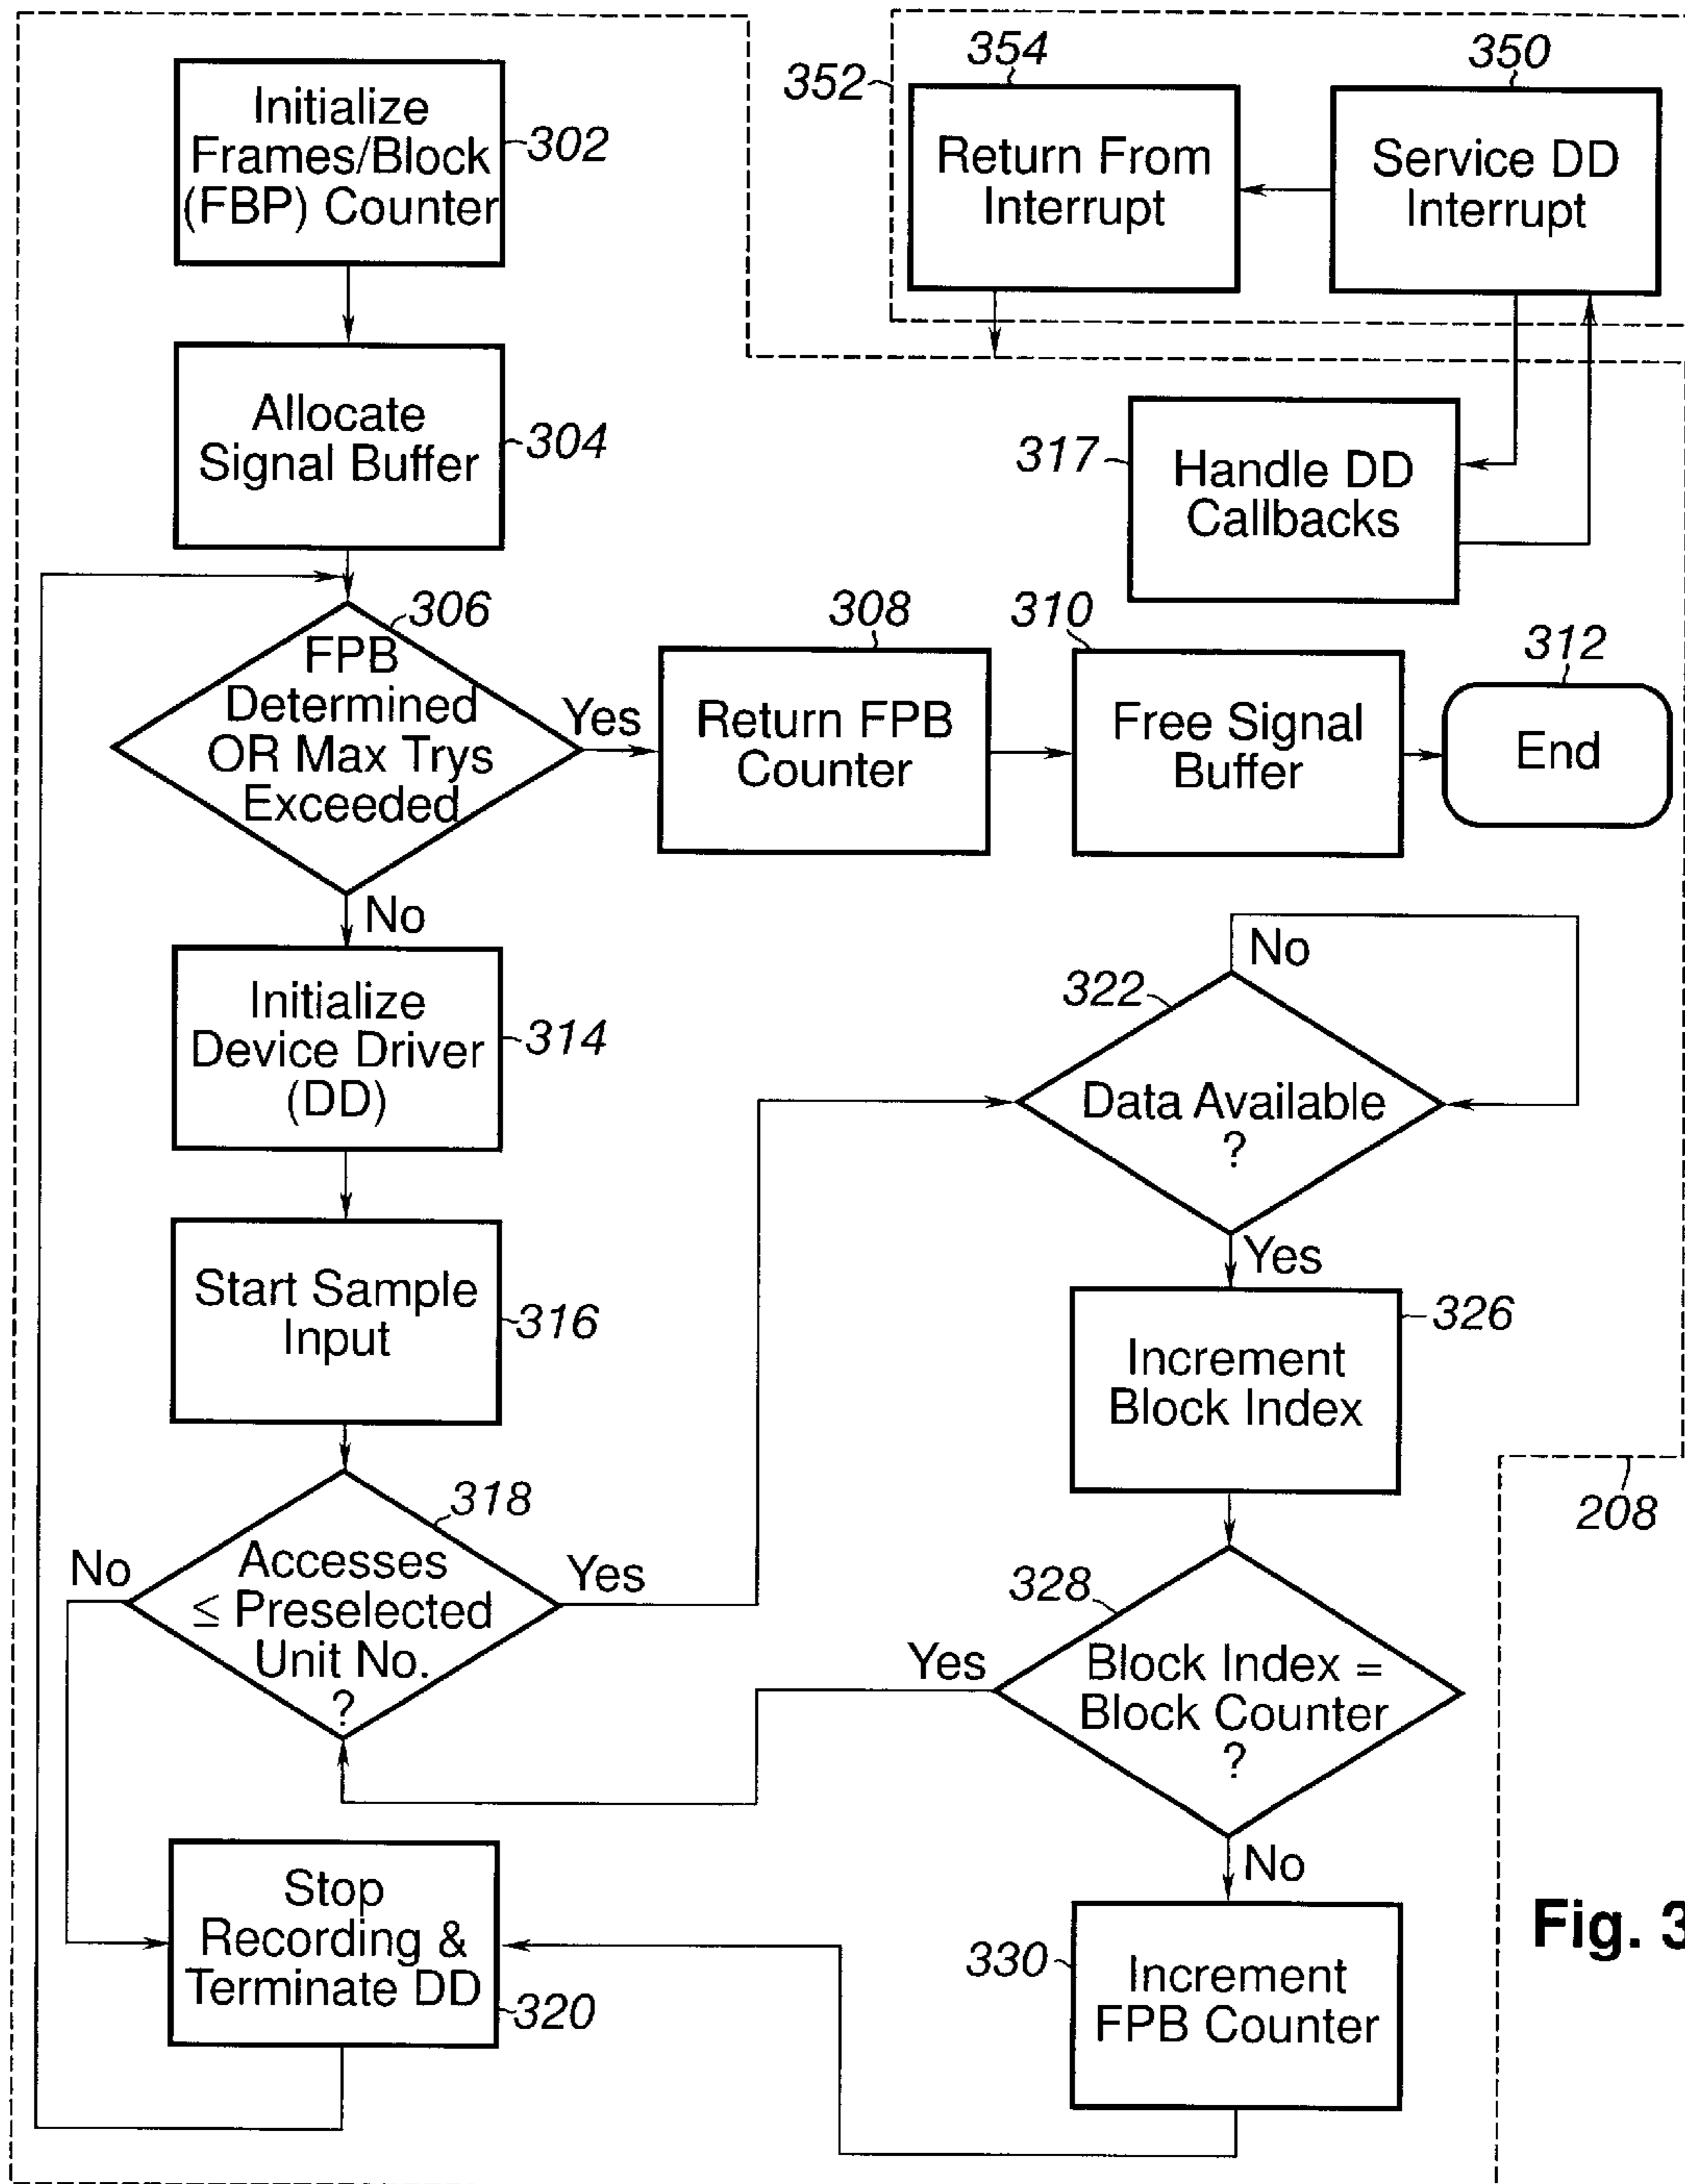 Initialize
Frames/Block
(FBP) Counter
302
352
354
Return From
Interrupt
350
Service DD
Interrupt
Allocate
Signal Buffer
304
317
Handle DD
Callbacks
306
FPB
Determined
OR Max Trys
Exceeded
Yes
No
308
Return FPB
Counter
310
Free Signal
Buffer
312
End
Initialize
Device Driver
(DD)
314
Start Sample
Input
316
318
Accesses
≤ Preselected
Unit No.
?
No
Yes
322
No
Data Available
?
Yes
326
Increment
Block Index
208
328
Yes
Block Index =
Block Counter
?
No
330
Increment
FPB Counter
Stop
Recording &
Terminate DD
320
Fig. 3